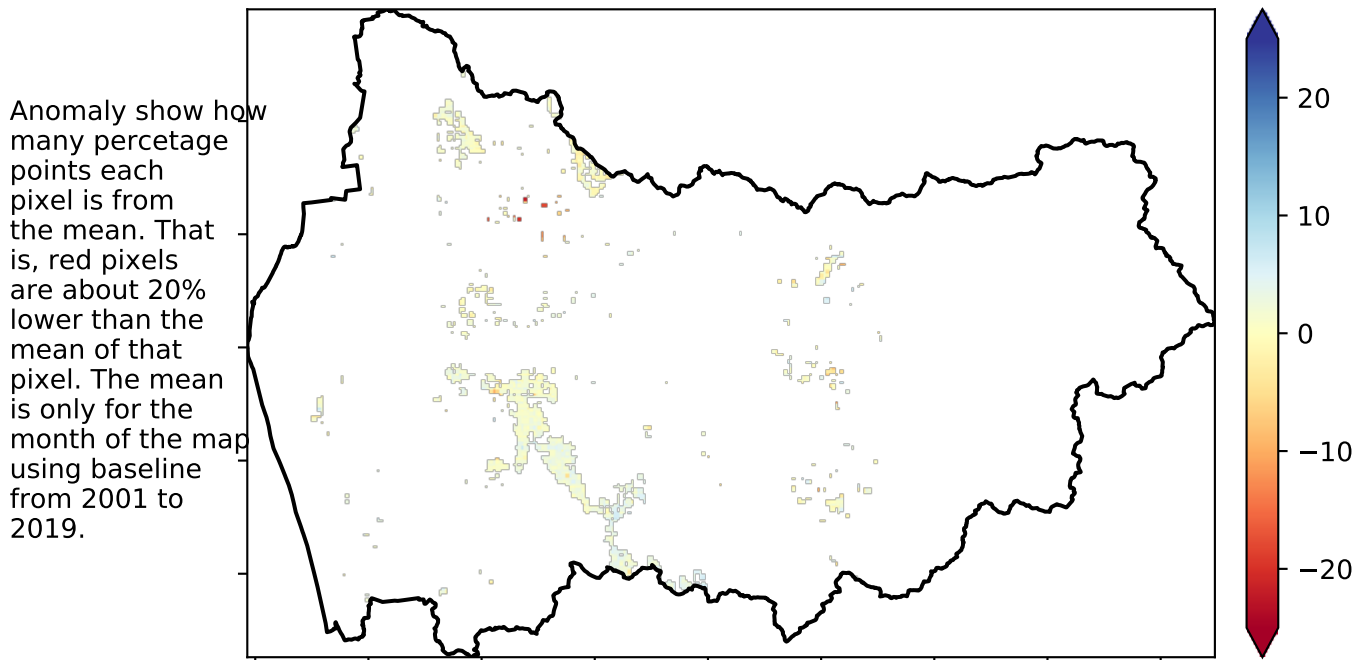 Anomaly show how
many percetage
points each
pixel is from
the mean. That
is, red pixels
are about 20%
lower than the
mean of that
pixel. The mean
is only for the
month of the map
using baseline
from 2001 to
2019.
20
10
0
−10
−20